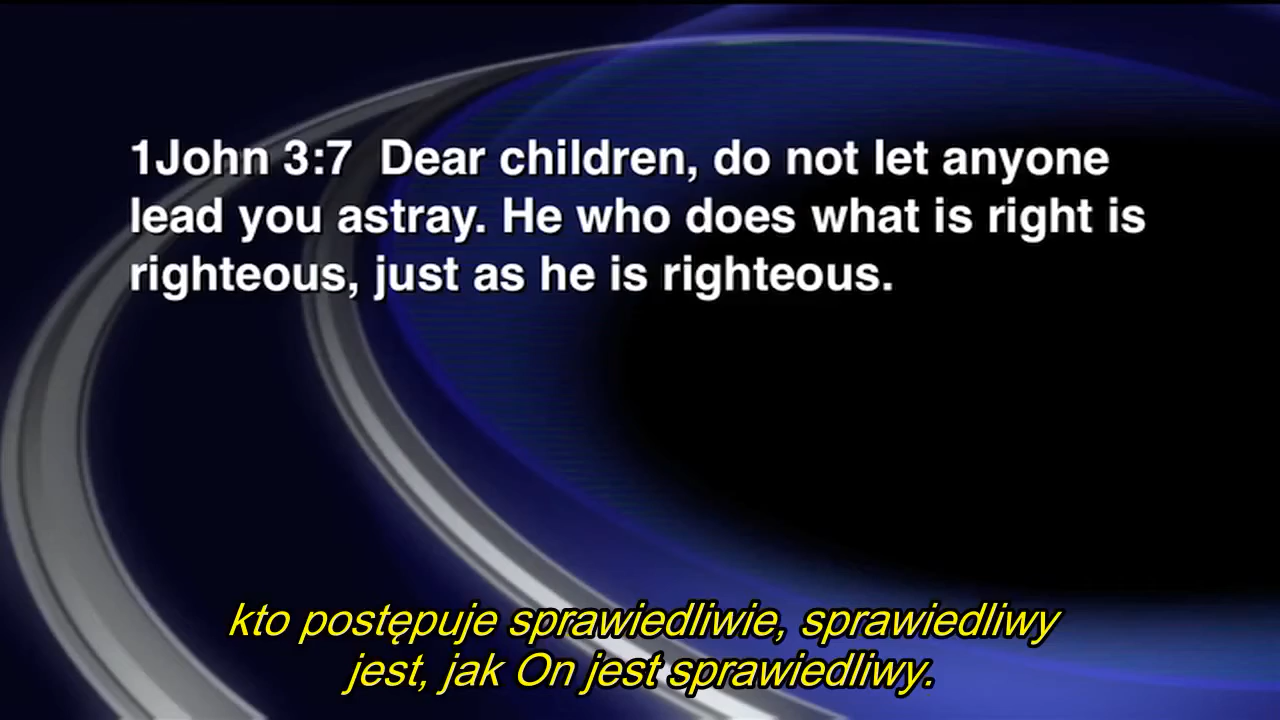 1John 3:7 Dear children, do not let anyone
lead you astray. He who does what is right is
righteous, just as he is righteous.
kto postępuje sprawiedliwie, sprawiedliwy
jest, jak On jest sprawiedliwy.